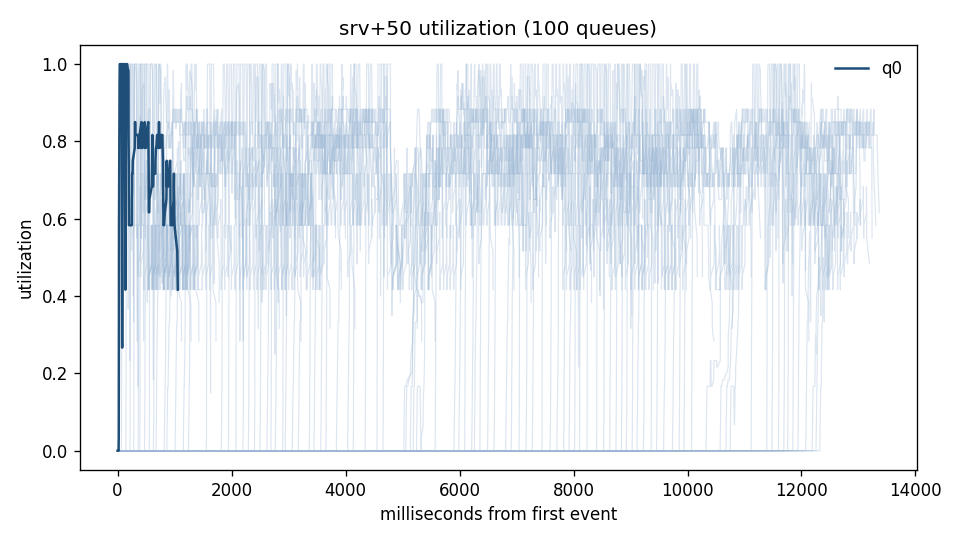 srv+50 utilization (100 queues)
q0
utilization
1.0
0.8
0.6
0.4
0.2
0.0
0 2000 4000 6000 8000 10000 12000 14000
milliseconds from first event